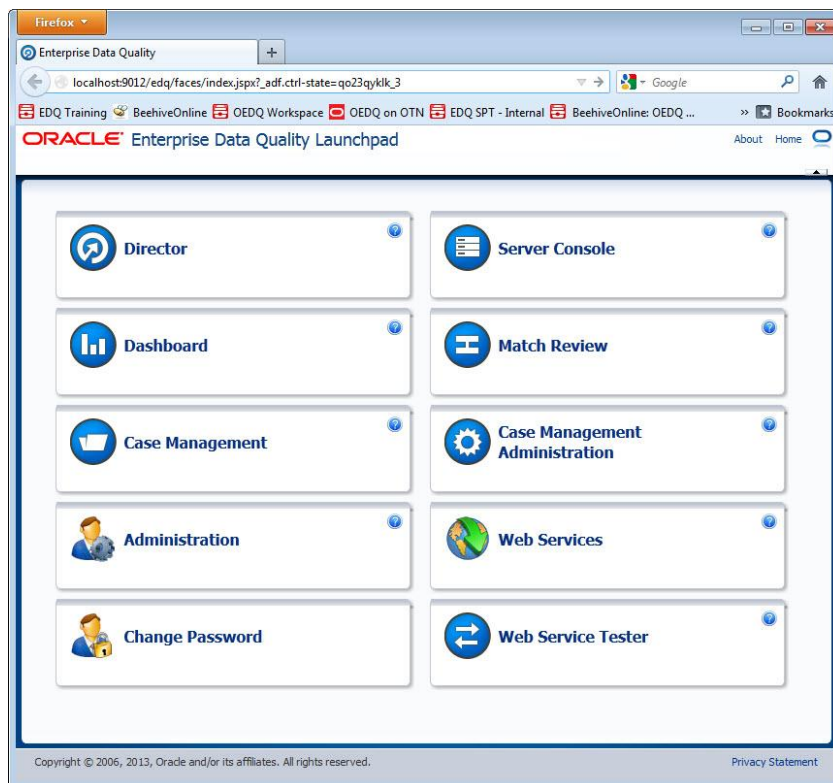 Firefox
Enterprise Data Quality
localhost:9012/edq/faces/index.jspx?_adf.ctrl-state=qo23qyklk_3
Google
EDQ Training BeehiveOnline OEDQ Workspace OEDQ on OTN EDQ SPT - Internal BeehiveOnline: OEDQ ... » Bookmarks
ORACLE Enterprise Data Quality Launchpad About Home
Director
Server Console
Dashboard
Match Review
Case Management
Case Management
Administration
Administration
Web Services
Change Password
Web Service Tester
Copyright © 2006, 2013, Oracle and/or its affiliates. All rights reserved. Privacy Statement